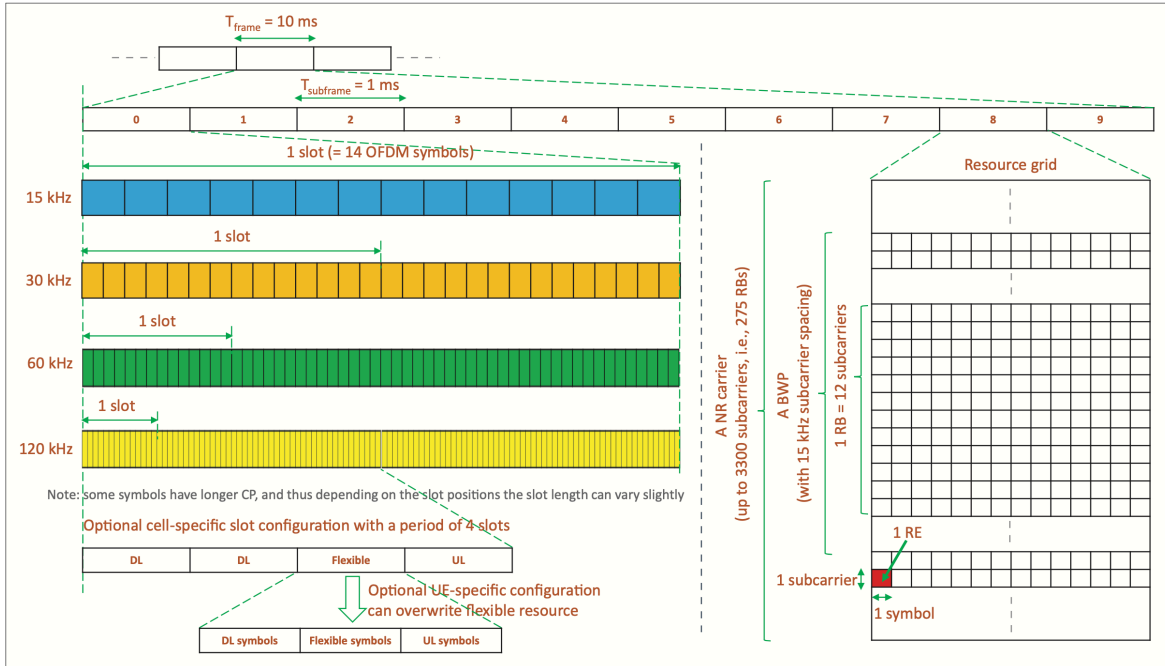 T_frame = 10 ms
T_subframe = 1 ms
0 1 2 3 4 5 6 7 8 9
1 slot (= 14 OFDM symbols)
Resource grid
15 kHz
1 slot
30 kHz
1 slot
60 kHz
1 slot
120 kHz
Note: some symbols have longer CP, and thus depending on the slot positions the slot length can vary slightly
Optional cell-specific slot configuration with a period of 4 slots
DL DL Flexible UL
Optional UE-specific configuration
can overwrite flexible resource
DL symbols Flexible symbols UL symbols
A NR carrier
(up to 3300 subcarriers, i.e., 275 RBs)
A BWP
(with 15 kHz subcarrier spacing)
1 RB = 12 subcarriers
1 RE
1 subcarrier
1 symbol